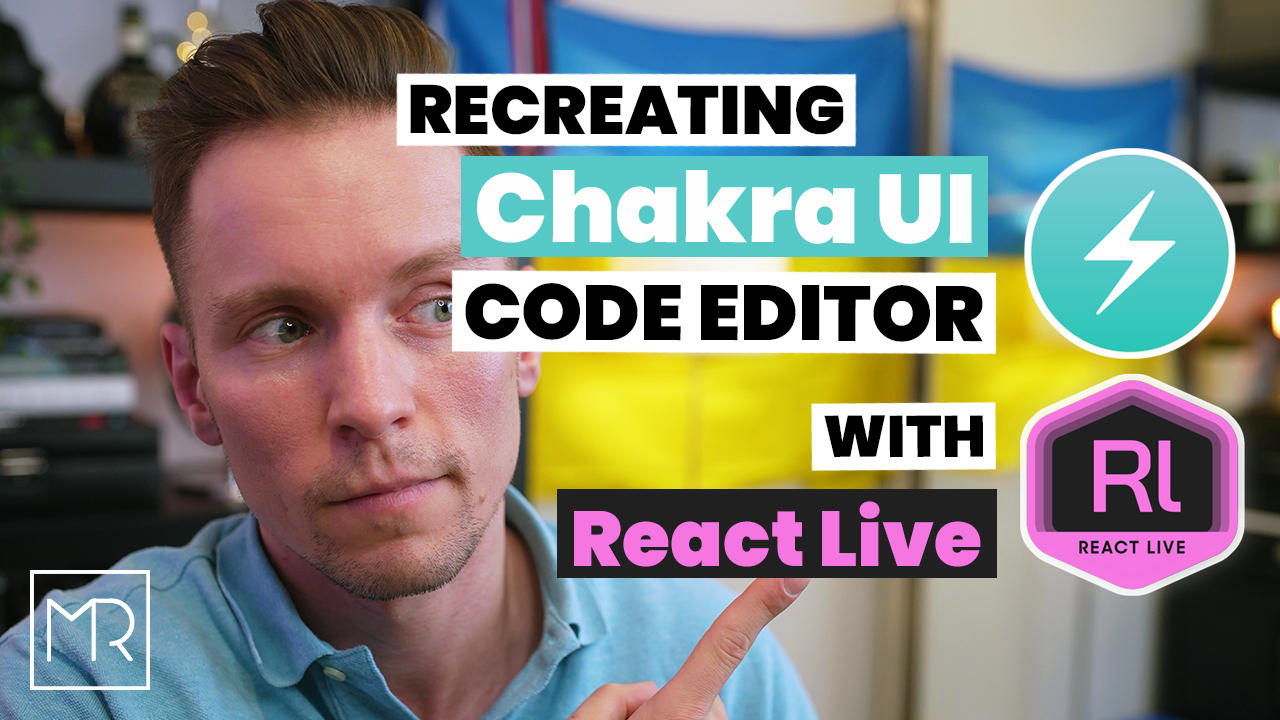 RECREATING
Chakra UI
CODE EDITOR
WITH
React Live
Rl
REACT LIVE
MR